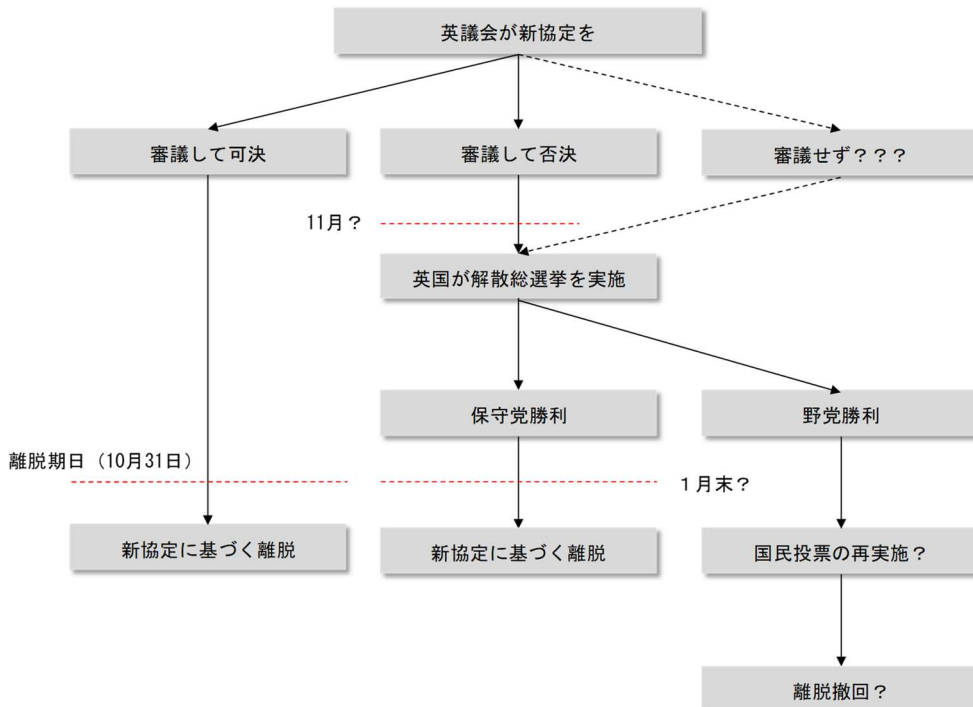 英議会が新協定を
審議して可決
審議して否決
審議せず？？？
11月？
英国が解散総選挙を実施
保守党勝利
野党勝利
離脱期日（10月31日）
１月末？
新協定に基づく離脱
新協定に基づく離脱
国民投票の再実施？
離脱撤回？